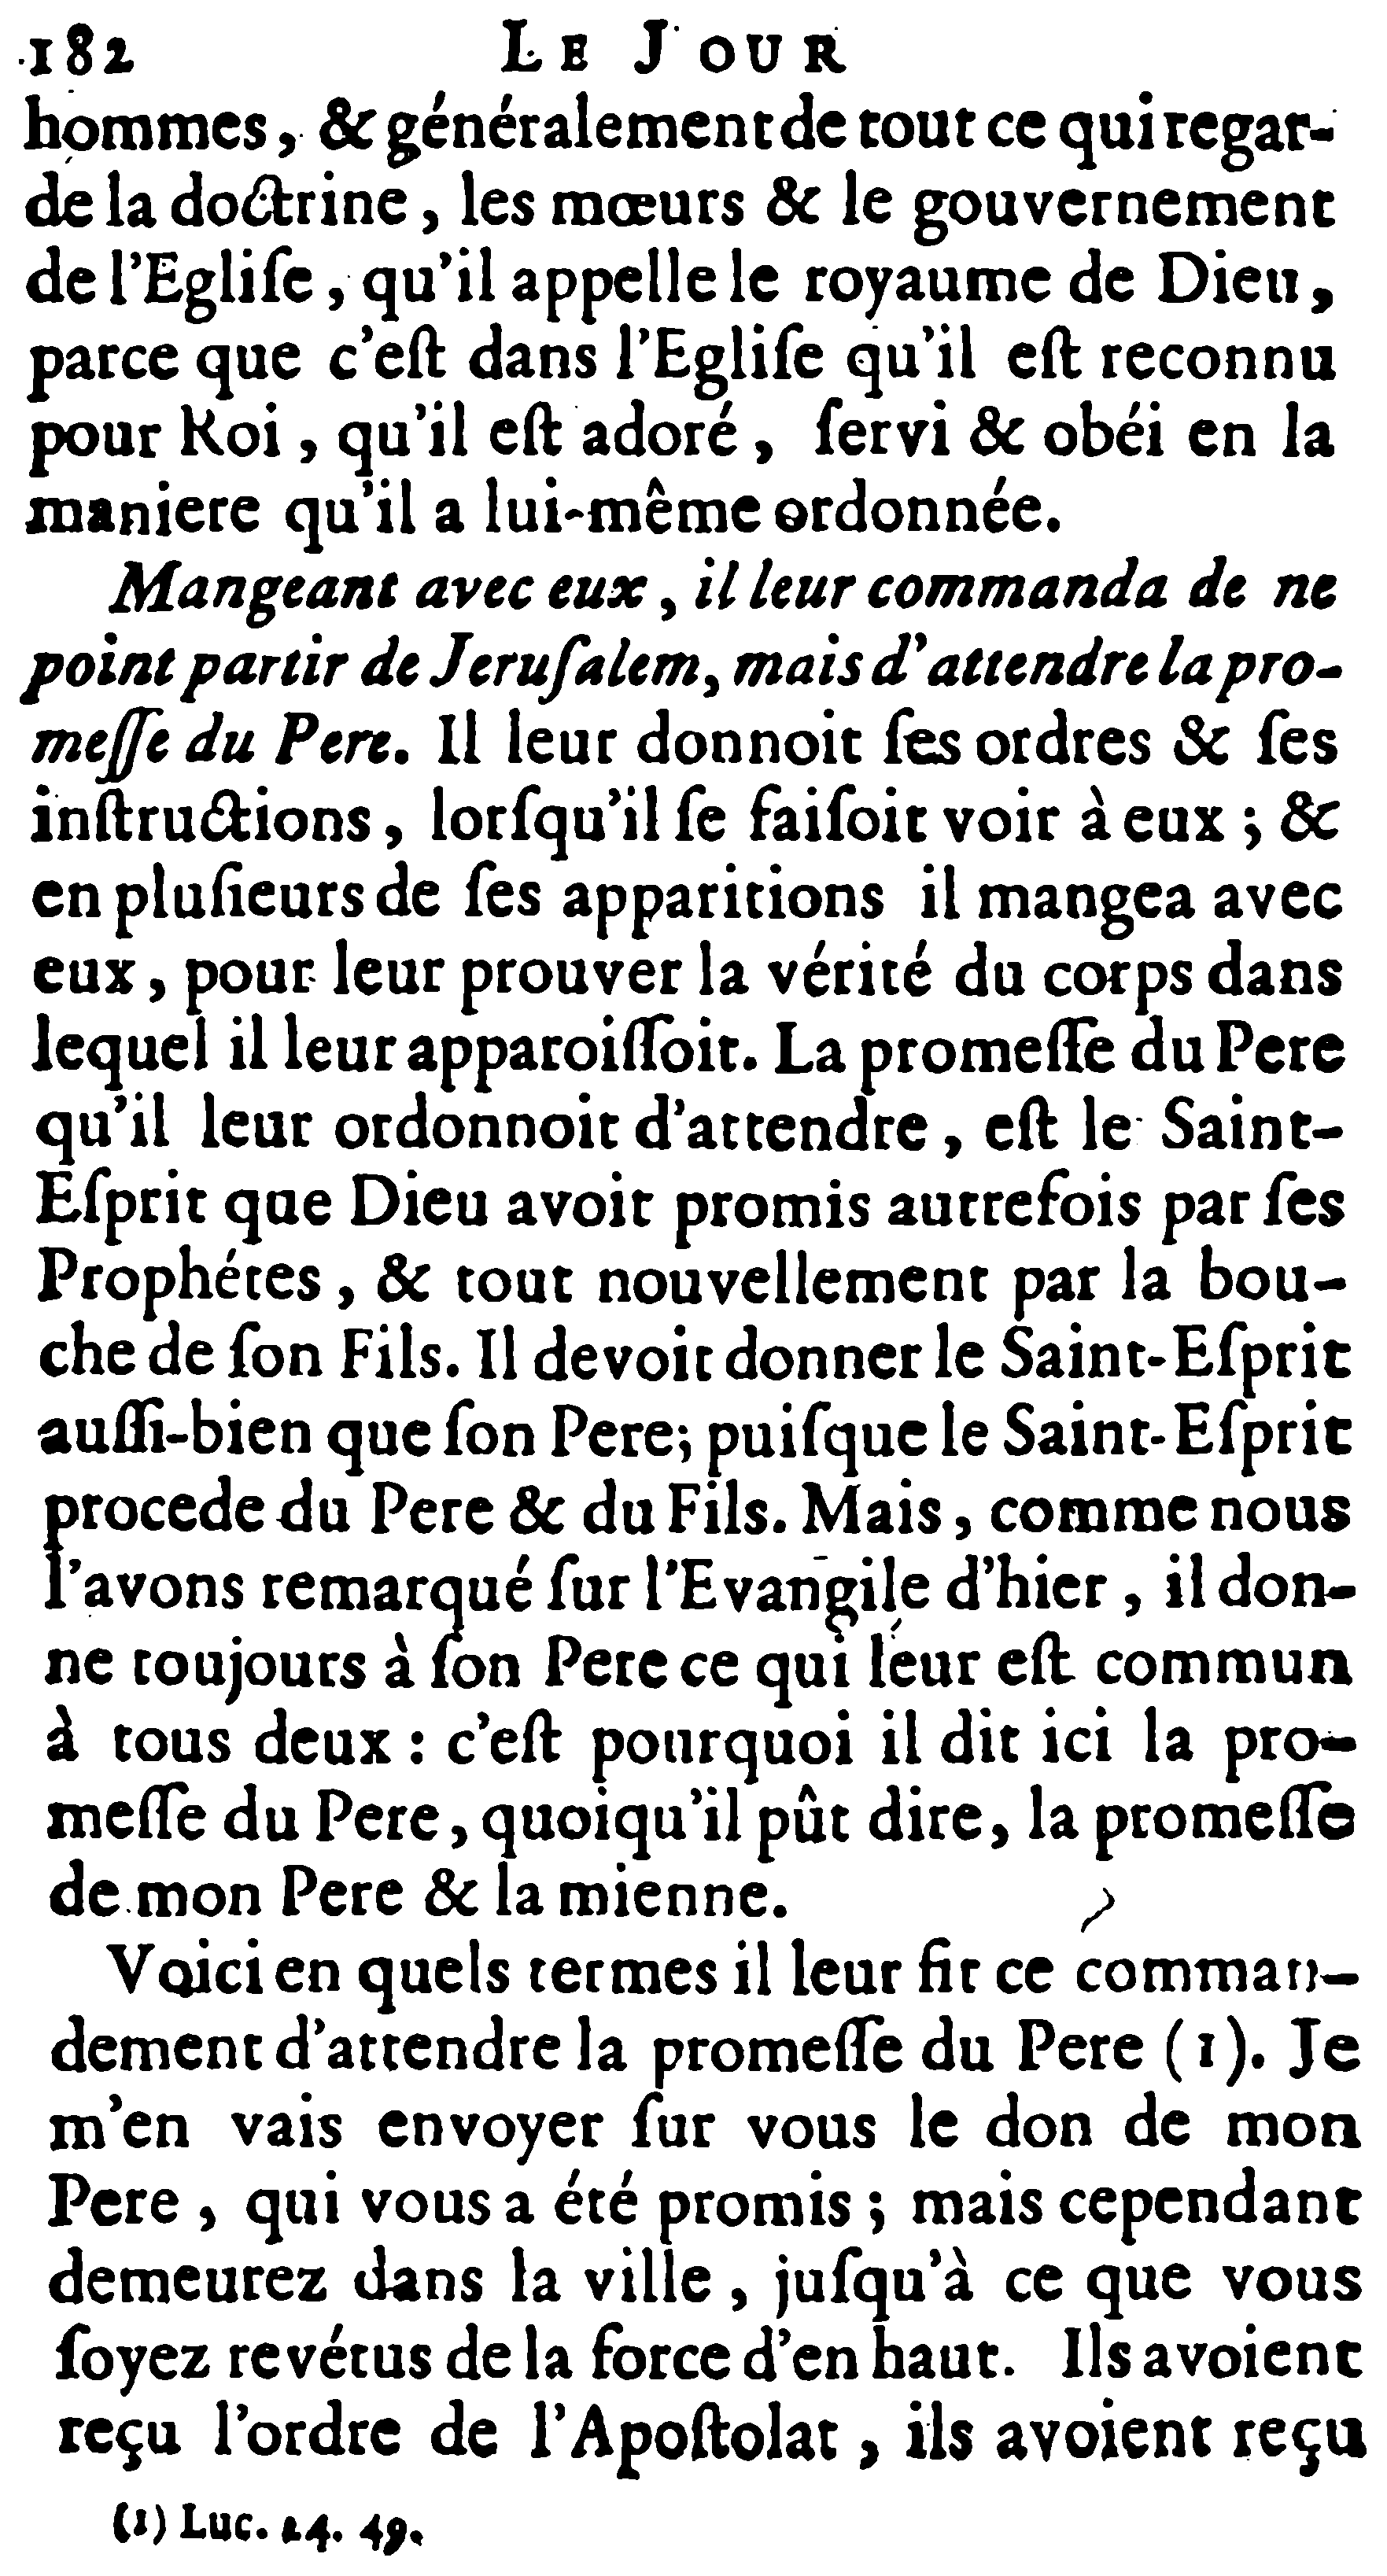 182 LE JOUR
hommes, & généralement de tout ce qui regar-
de la doctrine, les mœurs & le gouvernement
de l'Egliſe, qu'il appelle le royaume de Dieu,
parce que c'eſt dans l'Egliſe qu'il eſt reconnu
pour Roi, qu'il eſt adoré, ſervi & obéi en la
maniere qu'il a lui-même ordonnée.
Mangeant avec eux, il leur commanda de ne
point partir de Jeruſalem, mais d'attendre la pro-
meſſe du Pere. Il leur donnoit ſes ordres & ſes
inſtructions, lorſqu'il ſe faiſoit voir à eux ; &
en pluſieurs de ſes apparitions il mangea avec
eux, pour leur prouver la vérité du corps dans
lequel il leur apparoiſſoit. La promeſſe du Pere
qu'il leur ordonnoit d'attendre, eſt le Saint-
Eſprit que Dieu avoit promis autrefois par ſes
Prophétes, & tout nouvellement par la bou-
che de ſon Fils. Il devoit donner le Saint-Eſprit
auſſi-bien que ſon Pere; puiſque le Saint-Eſprit
procede du Pere & du Fils. Mais, comme nous
l'avons remarqué ſur l'Evangile d'hier, il don-
ne toujours à ſon Pere ce qui leur eſt commun
à tous deux : c'eſt pourquoi il dit ici la pro-
meſſe du Pere, quoiqu'il pût dire, la promeſſe
de mon Pere & la mienne.
Voici en quels termes il leur fit ce comman-
dement d'attendre la promeſſe du Pere (1). Je
m'en vais envoyer ſur vous le don de mon
Pere, qui vous a été promis ; mais cependant
demeurez dans la ville, juſqu'à ce que vous
ſoyez revétus de la force d'en haut. Ils avoient
reçu l'ordre de l'Apoſtolat, ils avoient reçu
(1) Luc. 24. 49.